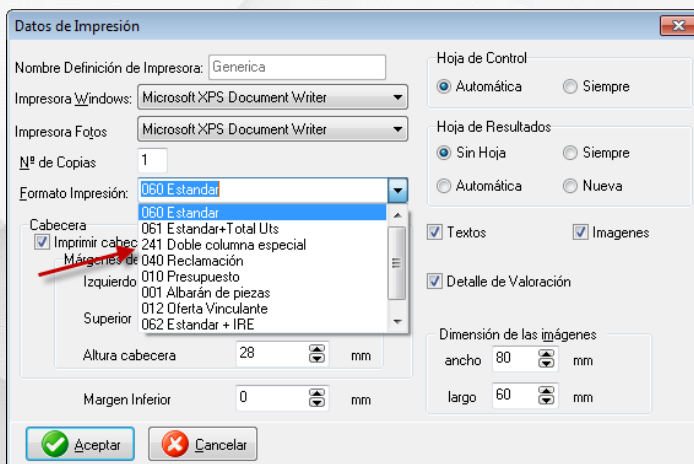 Datos de Impresión
Nombre Definición de Impresora: Generica
Impresora Windows: Microsoft XPS Document Writer
Impresora Fotos Microsoft XPS Document Writer
Nº de Copias 1
Formato Impresión: 060 Estandar
060 Estandar
061 Estandar+Total Uts
241 Doble columna especial
040 Reclamación
010 Presupuesto
001 Albarán de piezas
012 Oferta Vinculante
062 Estandar + IRE
Cabecera
Imprimir
Márgenes
Izquierdo
Superior
Altura cabecera 28 mm
Margen Inferior 0 mm
Aceptar
Cancelar
Hoja de Control
Automática Siempre
Hoja de Resultados
Sin Hoja Siempre
Automática Nueva
Textos Imagenes
Detalle de Valoración
Dimensión de las imágenes
ancho 80 mm
largo 60 mm